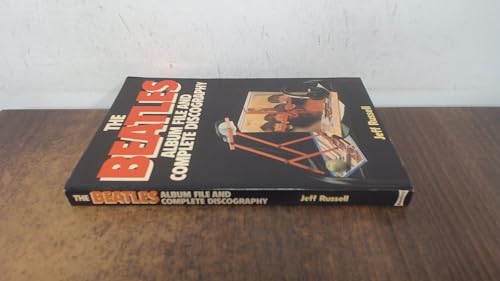 THE
BEATLES
ALBUM FILE AND
COMPLETE DISCOGRAPHY
Jeff Russell
THE BEATLES ALBUM FILE AND
COMPLETE DISCOGRAPHY
Jeff Russell